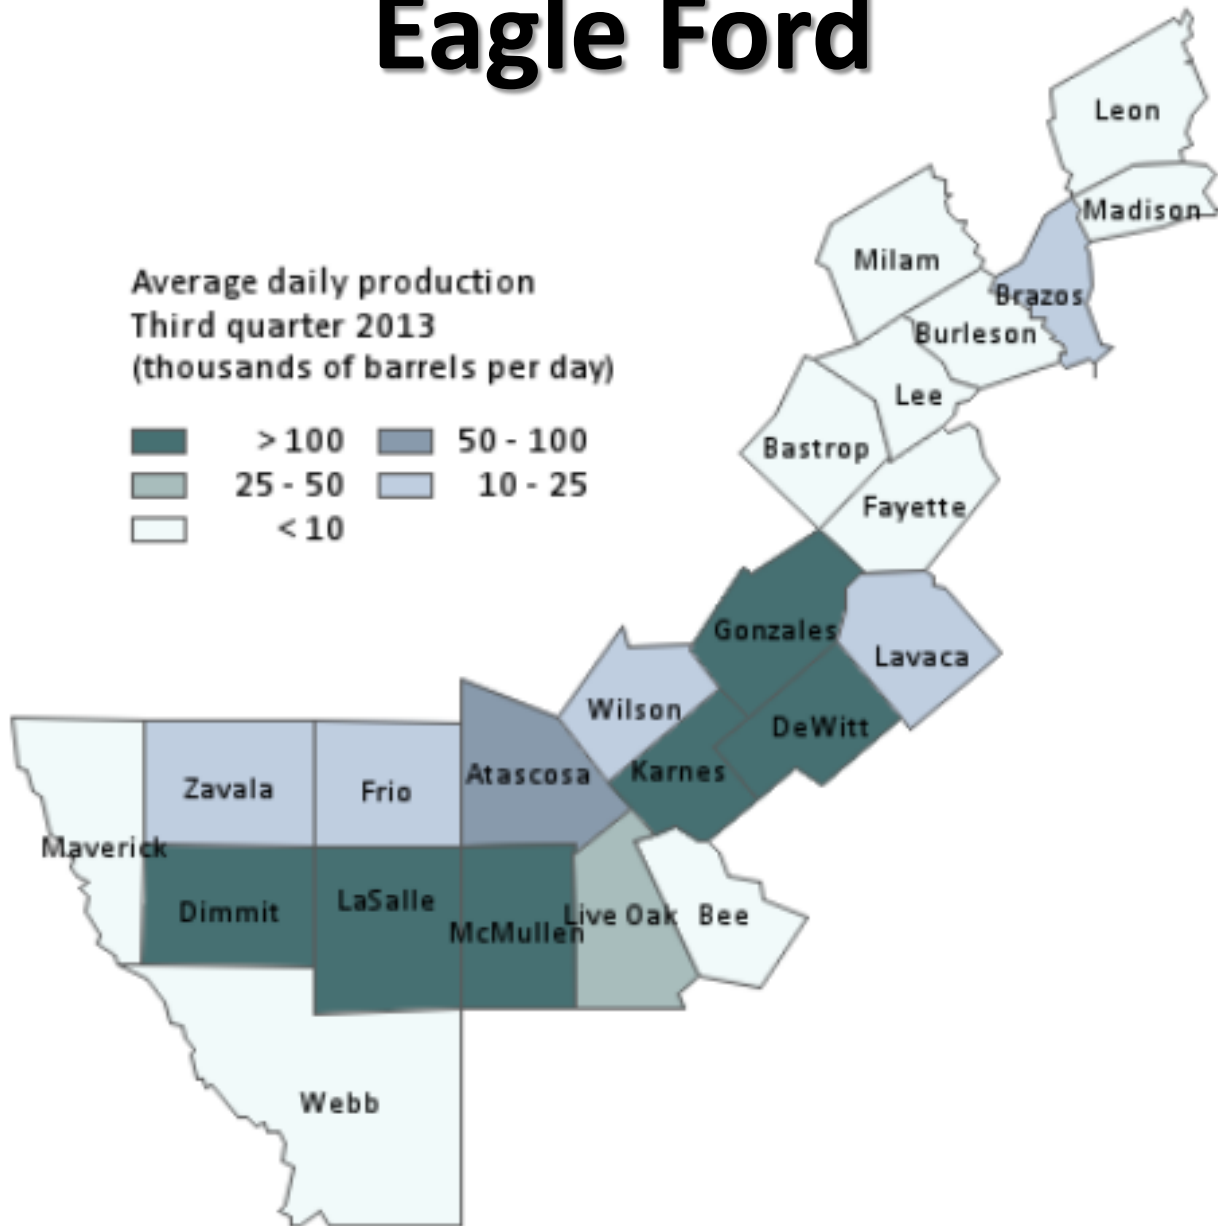 Eagle Ford
Leon
Madison
Milam
Brazos
Average daily production
Third quarter 2013
(thousands of barrels per day)
Burleson
Lee
> 100 50 - 100
Bastrop
25 - 50 10 - 25
Fayette
< 10
Gonzales
Lavaca
Wilson
DeWitt
Karnes
Atascosa
Zavala
Frio
Maverick
LaSalle
Dimmit
Live Oak
Bee
McMullen
Webb